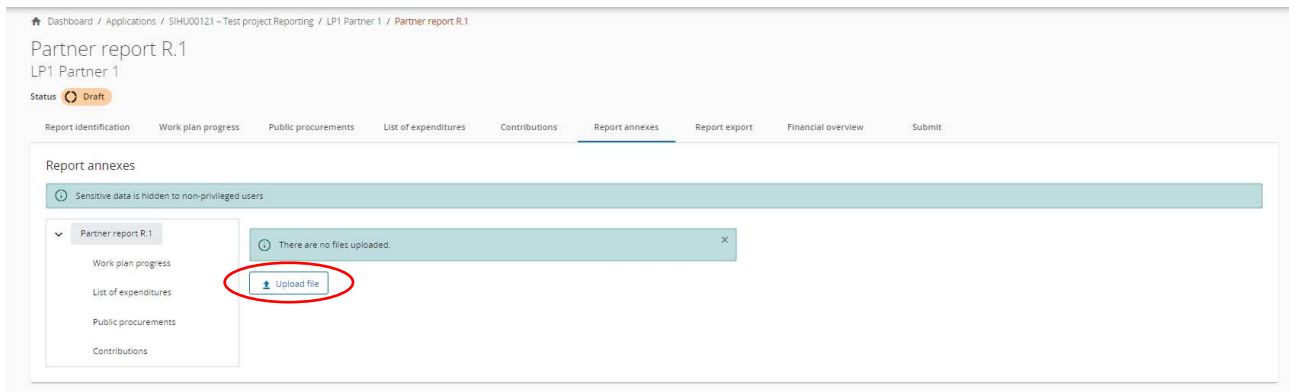 Dashboard / Applications / SIHU00121 – Test project Reporting / LP1 Partner 1 / Partner report R.1
Partner report R.1
LP1 Partner 1
Status Draft
Report identification Work plan progress Public procurements List of expenditures Contributions Report annexes Report export Financial overview Submit
Report annexes
Sensitive data is hidden to non-privileged users
Partner report R.1
There are no files uploaded.
Work plan progress
Upload file
List of expenditures
Public procurements
Contributions